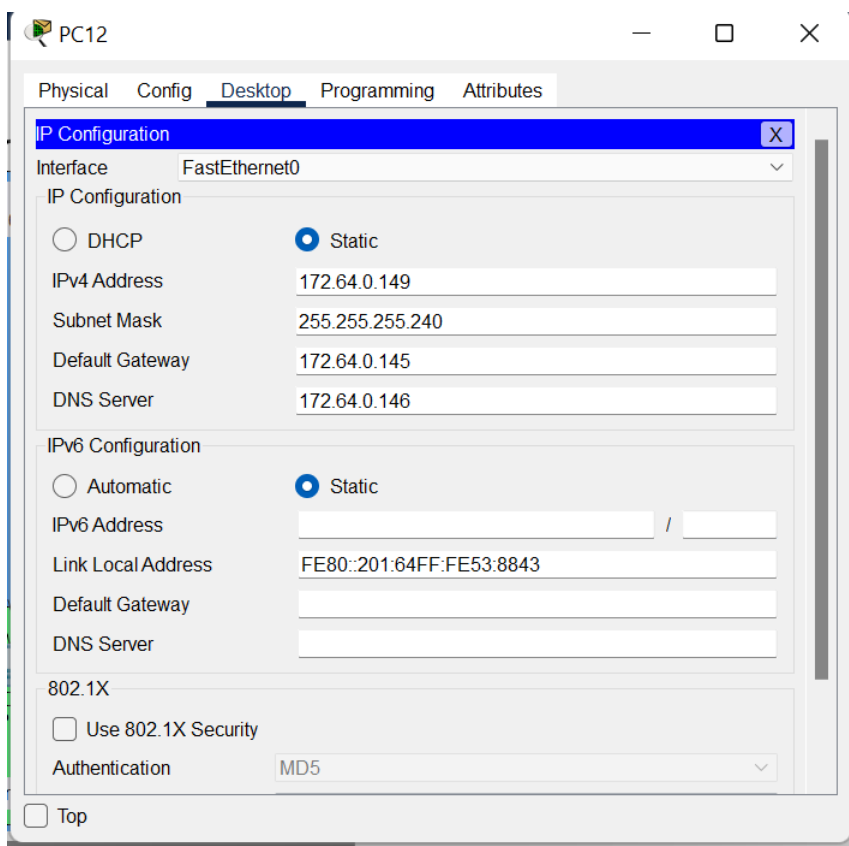 PC12
Physical Config Desktop Programming Attributes
IP Configuration X
Interface FastEthernet0
IP Configuration
DHCP Static
IPv4 Address 172.64.0.149
Subnet Mask 255.255.255.240
Default Gateway 172.64.0.145
DNS Server 172.64.0.146
IPv6 Configuration
Automatic Static
IPv6 Address /
Link Local Address FE80::201:64FF:FE53:8843
Default Gateway
DNS Server
802.1X
Use 802.1X Security
Authentication MD5
Top